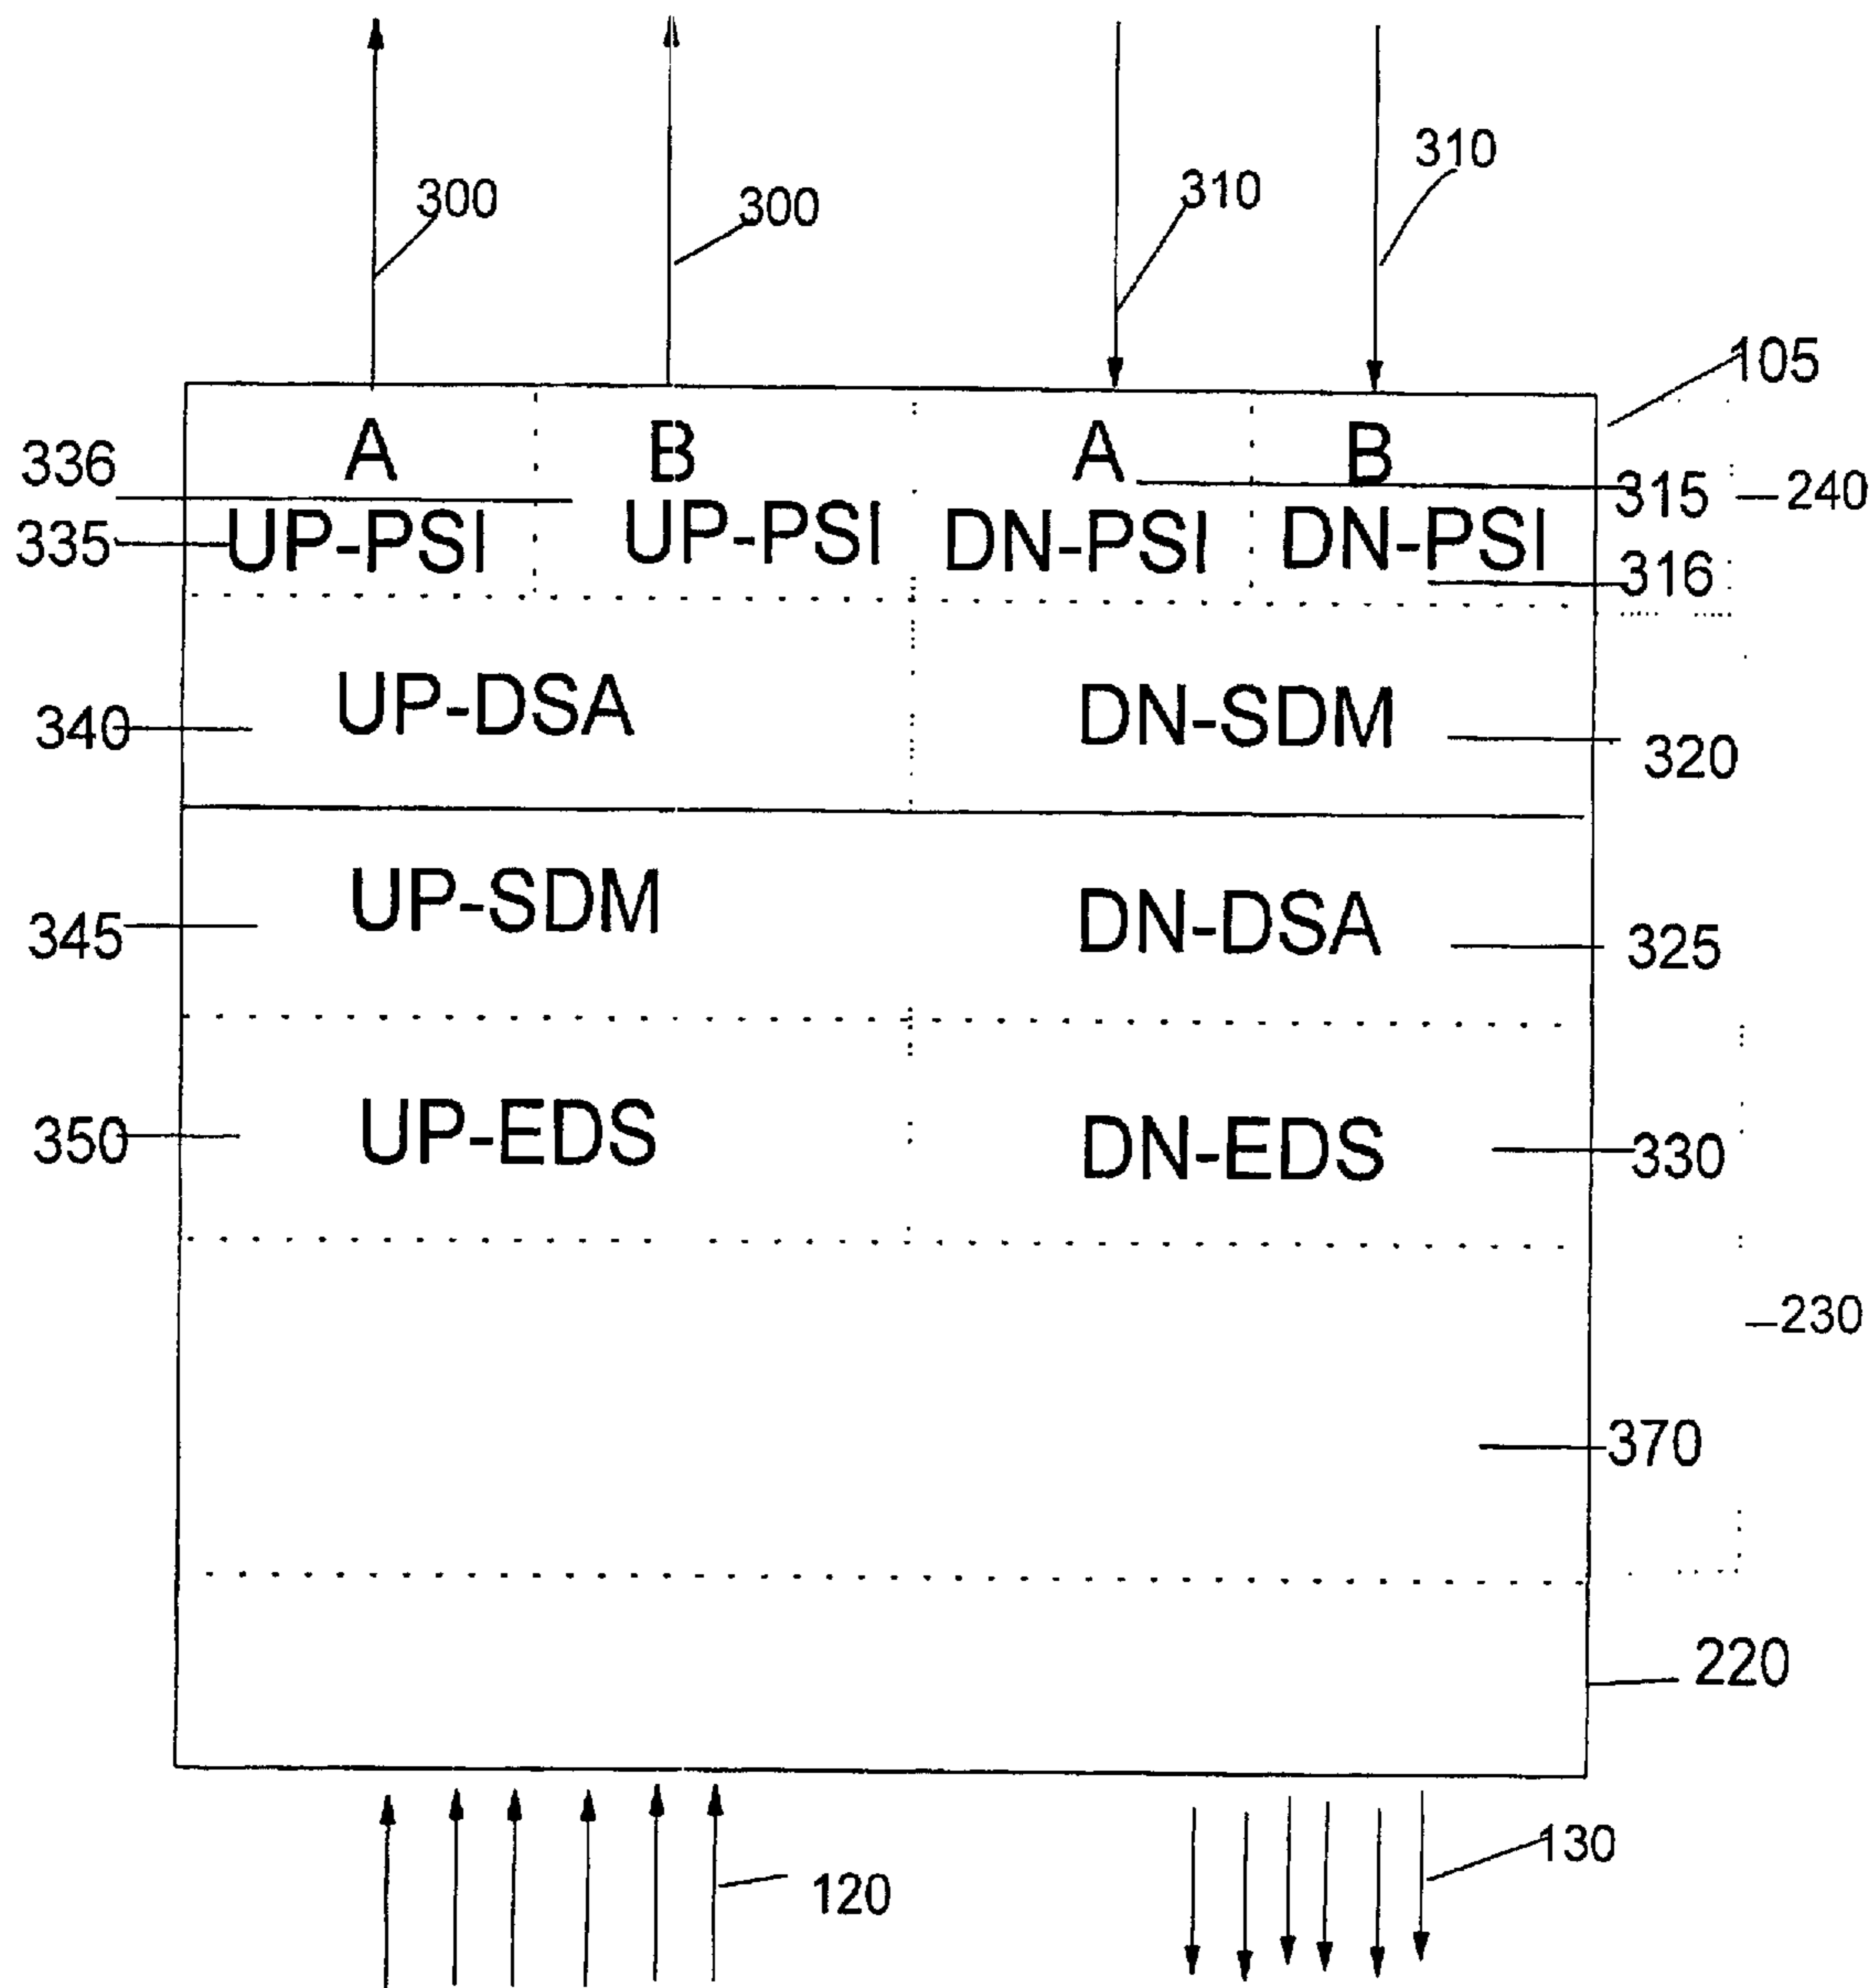 310
300
300
310
105
A
B
A
B
336
315
240
335
UP-PSI
UP-PSI
DN-PSI
DN-PSI
316
340
UP-DSA
DN-SDM
320
345
UP-SDM
DN-DSA
325
350
UP-EDS
DN-EDS
330
230
370
220
120
130